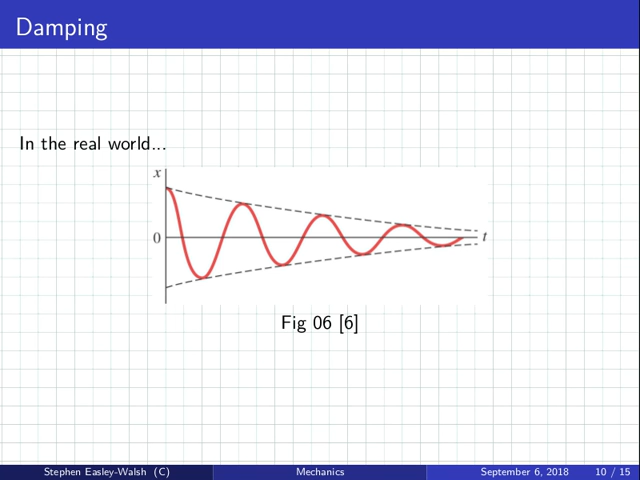 Damping
In the real world...
x
0
t
Fig 06 [6]
Stephen Easley-Walsh (C) Mechanics September 6, 2018 10 / 15